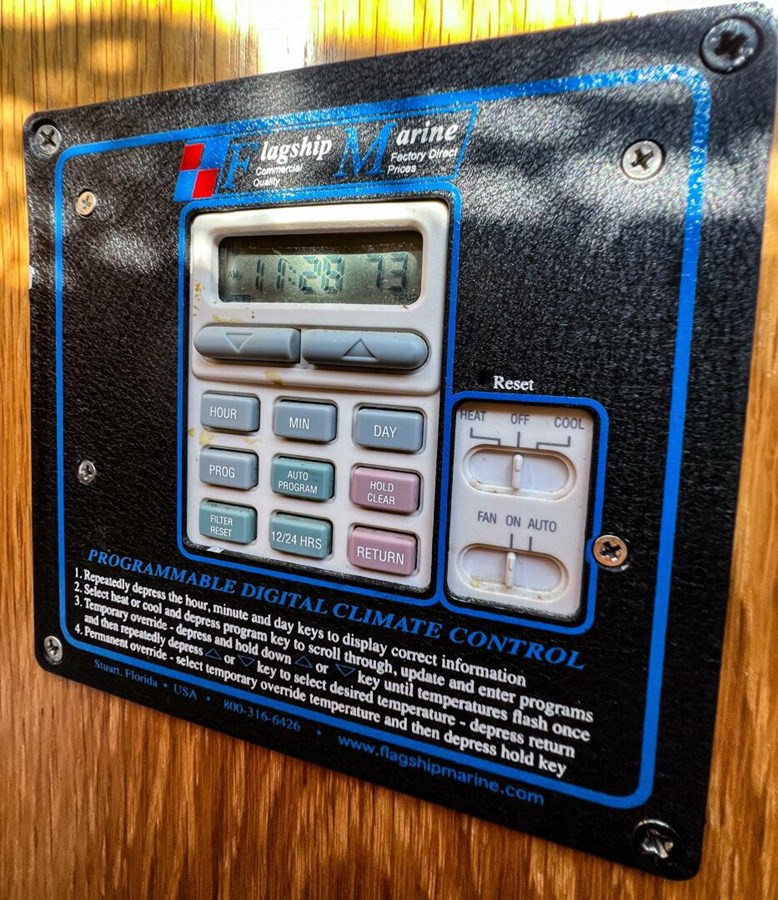 Flagship Marine
Commercial Quality
Factory Direct Prices
AM 11:28 73
TEMP
HOUR MIN DAY
PROG AUTO PROGRAM HOLD CLEAR
FILTER RESET 12/24 HRS RETURN
Reset
HEAT OFF COOL
FAN ON AUTO
PROGRAMMABLE DIGITAL CLIMATE CONTROL
1. Repeatedly depress the hour, minute and day keys to display correct information
2. Select heat or cool and depress program key to scroll through, update and enter programs
3. Temporary override - depress and hold down △ or ▽ key until temperatures flash once
and then repeatedly depress △ or ▽ key to select desired temperature - depress return
4. Permanent override - select temporary override temperature and then depress hold key
Stuart, Florida • USA • 800-316-6426 • www.flagshipmarine.com